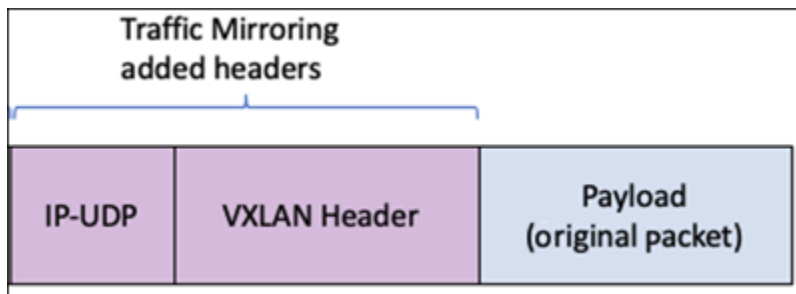 Traffic Mirroring
added headers
IP-UDP
VXLAN Header
Payload
(original packet)